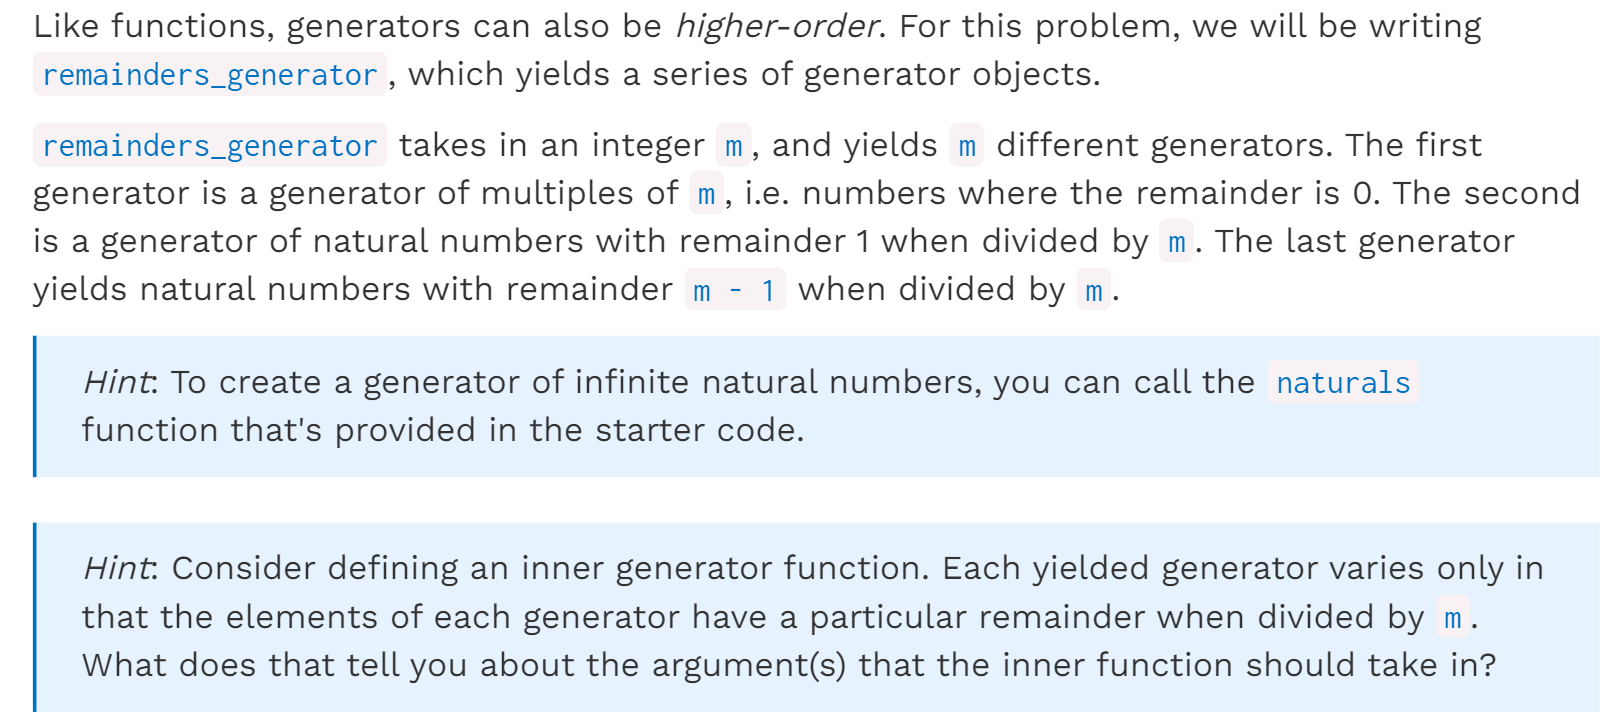 Like functions, generators can also be higher-order. For this problem, we will be writing
remainders_generator, which yields a series of generator objects.
remainders_generator takes in an integer m, and yields m different generators. The first
generator is a generator of multiples of m, i.e. numbers where the remainder is 0. The second
is a generator of natural numbers with remainder 1 when divided by m. The last generator
yields natural numbers with remainder m - 1 when divided by m.
Hint: To create a generator of infinite natural numbers, you can call the naturals
function that's provided in the starter code.
Hint: Consider defining an inner generator function. Each yielded generator varies only in
that the elements of each generator have a particular remainder when divided by m.
What does that tell you about the argument(s) that the inner function should take in?